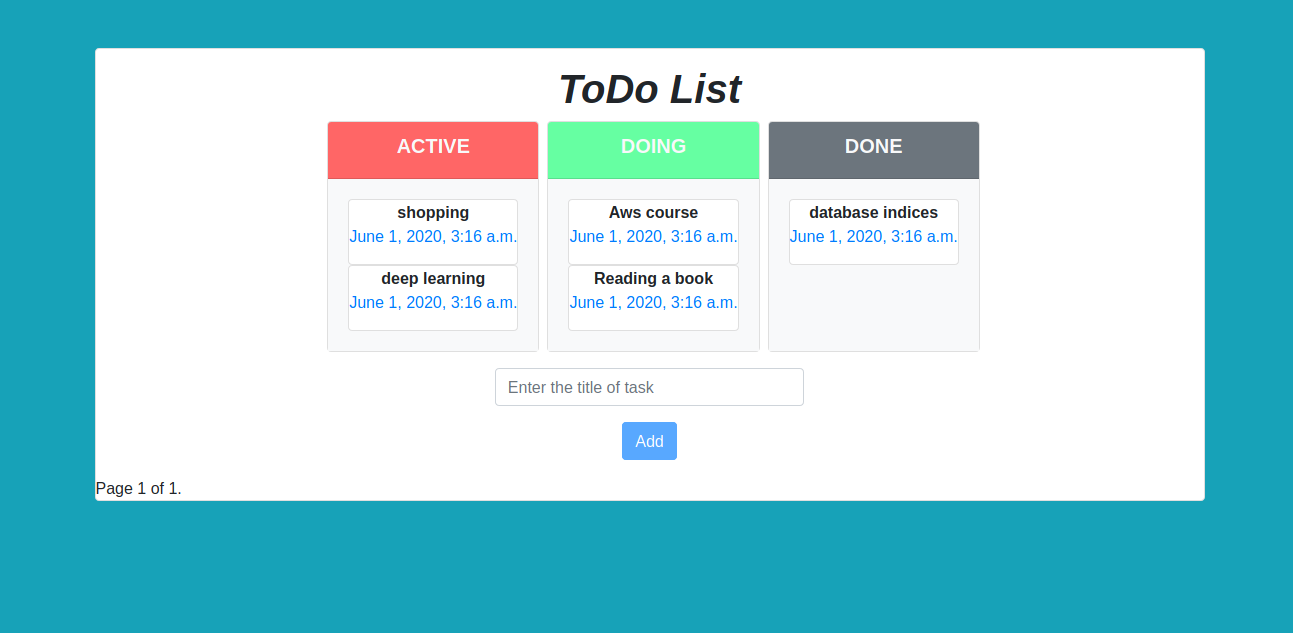 ToDo List
ACTIVE
shopping
June 1, 2020, 3:16 a.m.
deep learning
June 1, 2020, 3:16 a.m.
DOING
Aws course
June 1, 2020, 3:16 a.m.
Reading a book
June 1, 2020, 3:16 a.m.
DONE
database indices
June 1, 2020, 3:16 a.m.
Enter the title of task
Add
Page 1 of 1.